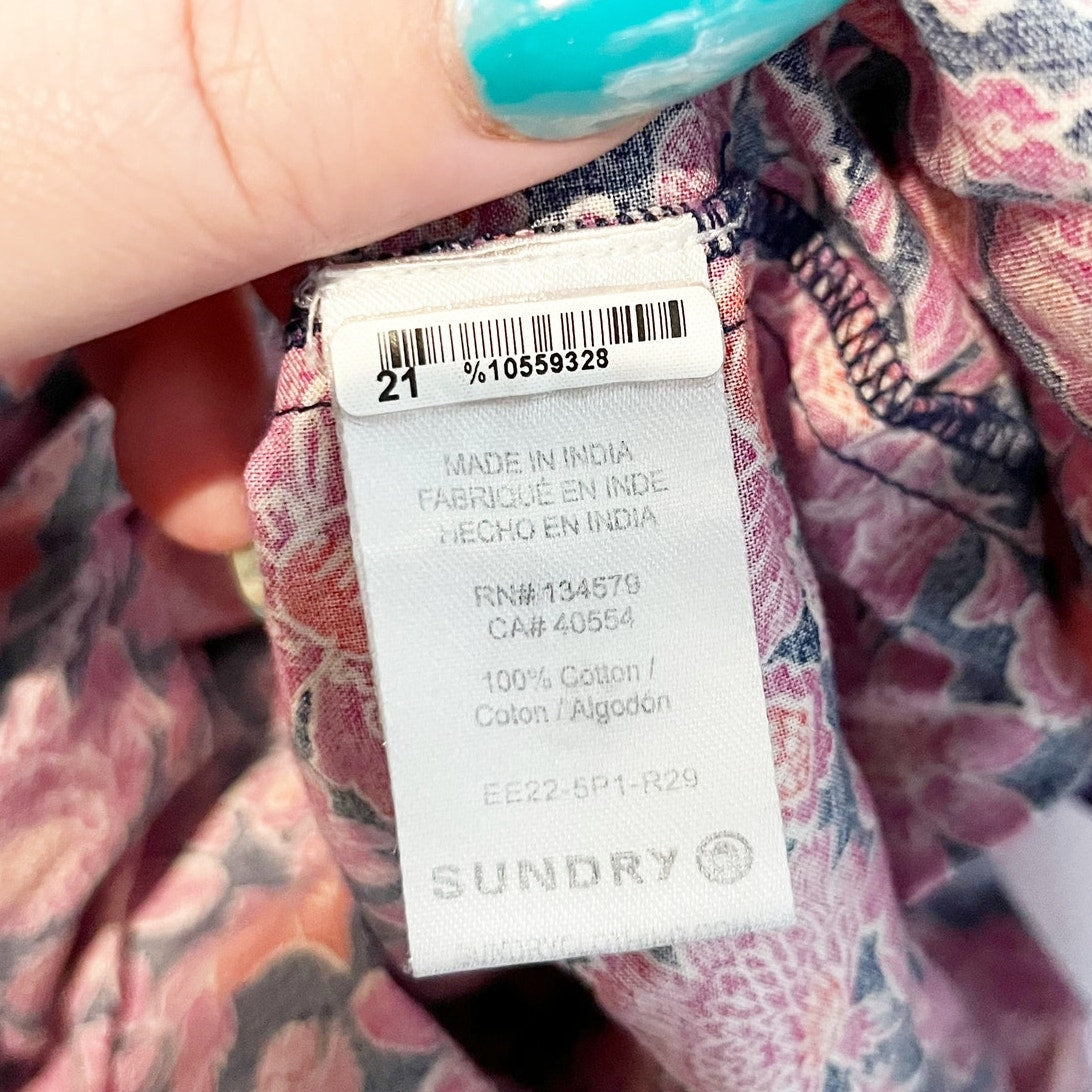 21 %10559328
MADE IN INDIA
FABRIQUÉ EN INDE
HECHO EN INDIA
RN# 134579
CA# 40554
100% Cotton /
Coton / Algodón
EE22-5P1-R29
SUNDRY